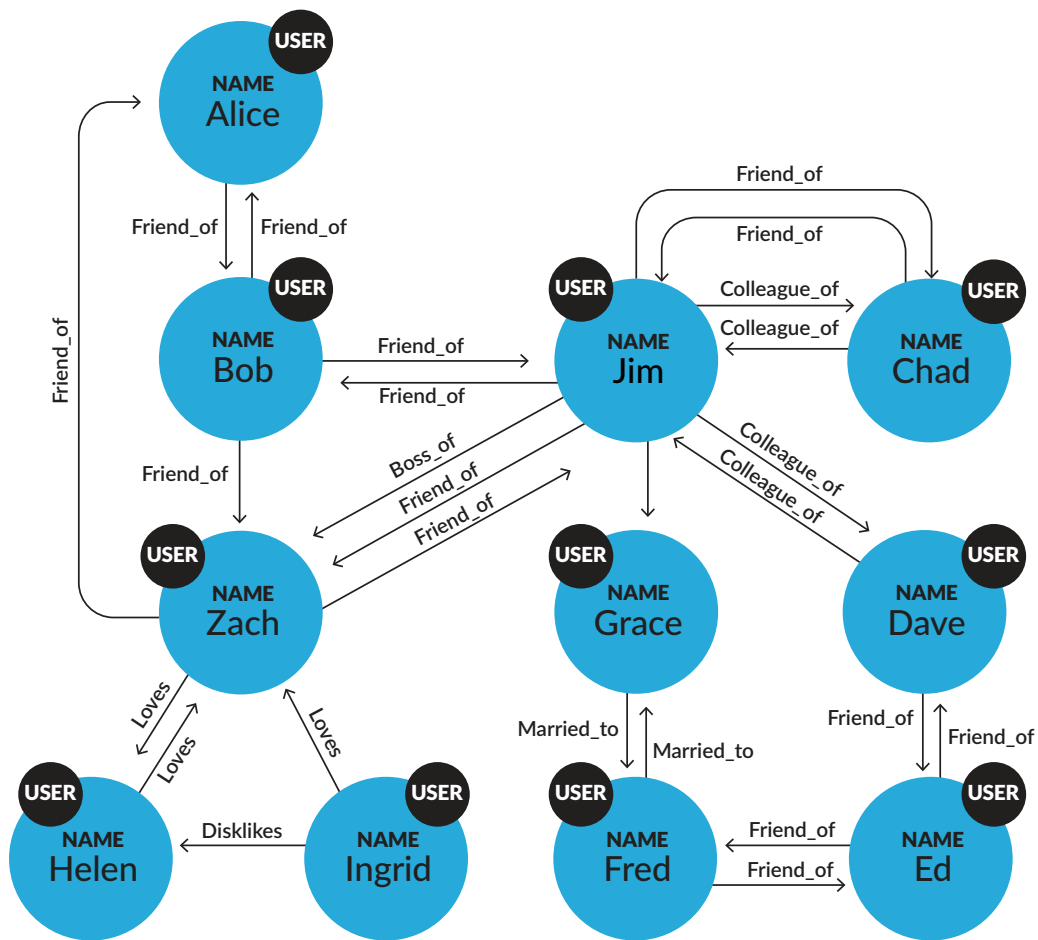 USER
NAME
Alice
Friend_of
Friend_of
Friend_of
USER
NAME
Bob
Friend_of
Friend_of
Friend_of
Friend_of
Friend_of
USER
NAME
Jim
Colleague_of
Colleague_of
USER
NAME
Chad
Boss_of
Friend_of
Friend_of
Colleague_of
Colleague_of
USER
NAME
Zach
USER
NAME
Grace
USER
NAME
Dave
Loves
Loves
Loves
Married_to
Married_to
Friend_of
Friend_of
USER
NAME
Helen
Disklikes
USER
NAME
Ingrid
USER
NAME
Fred
Friend_of
Friend_of
USER
NAME
Ed